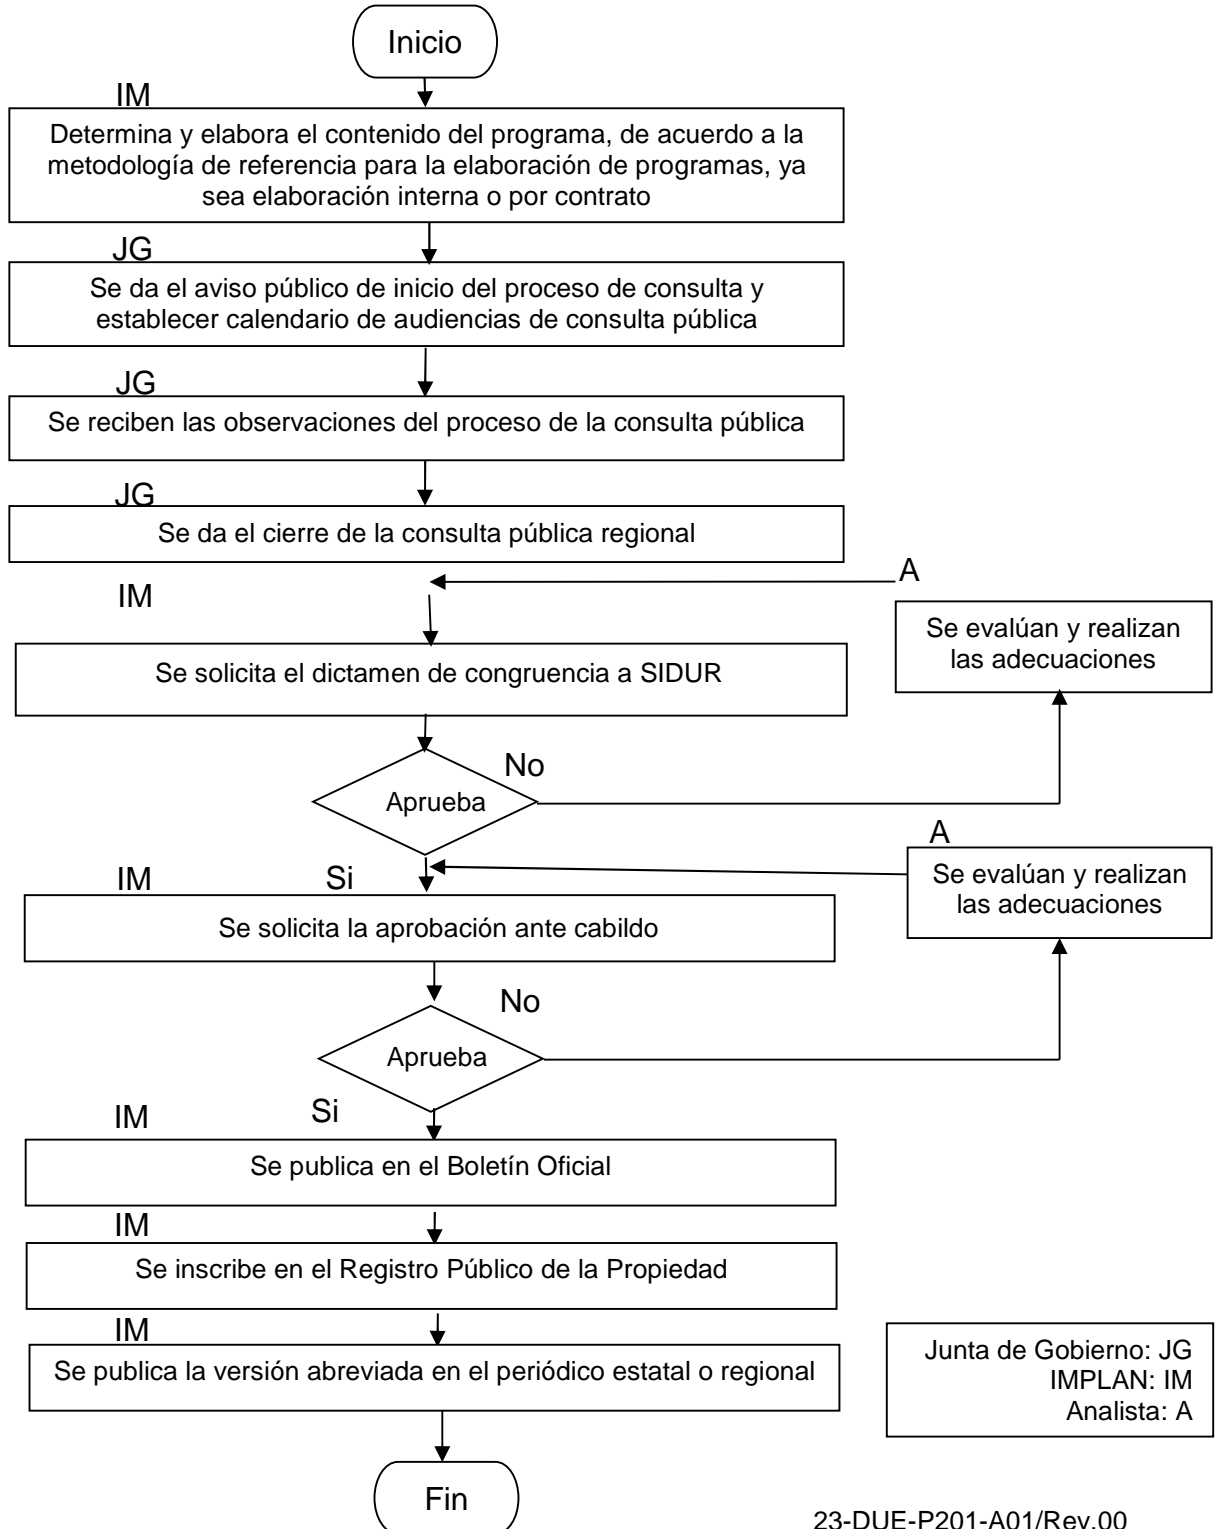 Inicio
IM
Determina y elabora el contenido del programa, de acuerdo a la
metodología de referencia para la elaboración de programas, ya
sea elaboración interna o por contrato
JG
Se da el aviso público de inicio del proceso de consulta y
establecer calendario de audiencias de consulta pública
JG
Se reciben las observaciones del proceso de la consulta pública
JG
Se da el cierre de la consulta pública regional
A
IM
Se evalúan y realizan
las adecuaciones
Se solicita el dictamen de congruencia a SIDUR
No
Aprueba
A
Se evalúan y realizan
las adecuaciones
IM
Si
Se solicita la aprobación ante cabildo
No
Aprueba
IM
Si
Se publica en el Boletín Oficial
IM
Se inscribe en el Registro Público de la Propiedad
IM
Se publica la versión abreviada en el periódico estatal o regional
Junta de Gobierno: JG
IMPLAN: IM
Analista: A
Fin
23-DUE-P201-A01/Rev.00